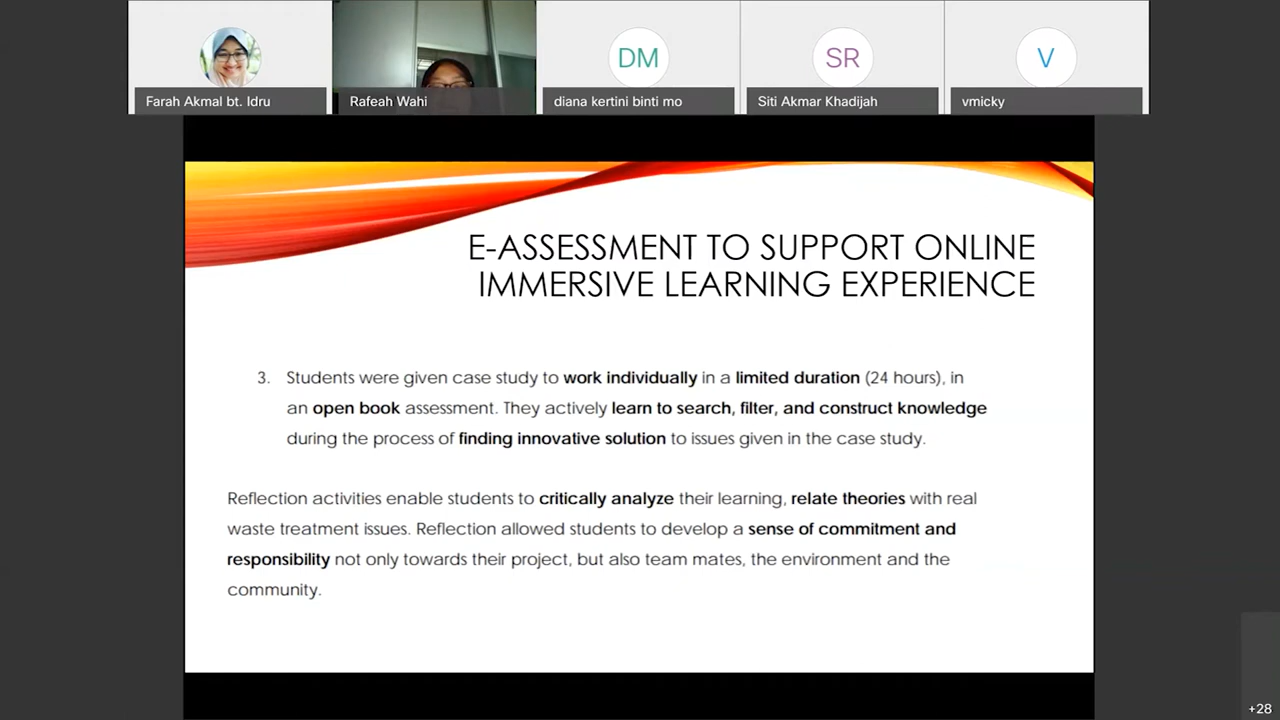 DM
SR
V
Farah Akmal bt. Idru
Rafeah Wahi
diana kertini binti mo
Siti Akmar Khadijah
vmicky
E-ASSESSMENT TO SUPPORT ONLINE
IMMERSIVE LEARNING EXPERIENCE
3. Students were given case study to work individually in a limited duration (24 hours), in
an open book assessment. They actively learn to search, filter, and construct knowledge
during the process of finding innovative solution to issues given in the case study.
Reflection activities enable students to critically analyze their learning, relate theories with real
waste treatment issues. Reflection allowed students to develop a sense of commitment and
responsibility not only towards their project, but also team mates, the environment and the
community.
+28